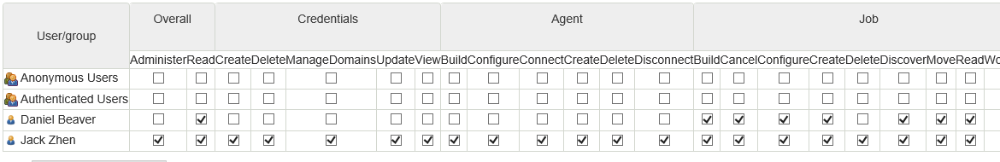 User/group Overall Credentials Agent Job
Administer Read Create Delete ManageDomains Update View Build Configure Connect Create Delete Disconnect Build Cancel Configure Create Delete Discover Move Read Wo
Anonymous Users
Authenticated Users
Daniel Beaver
Jack Zhen